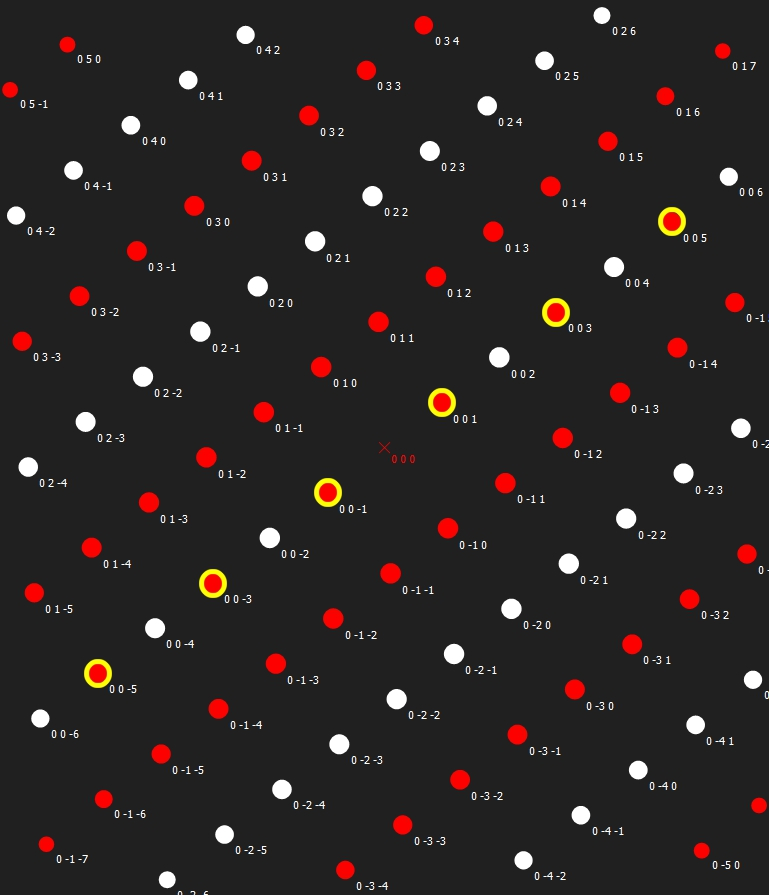 0 2 6
0 4 2
0 3 4
0 5 0
0 1 7
0 2 5
0 3 3
0 4 1
0 5 -1
0 1 6
0 2 4
0 3 2
0 4 0
0 1 5
0 2 3
0 3 1
0 4 -1
0 0 6
0 1 4
0 2 2
0 3 0
0 4 -2
0 0 5
0 1 3
0 2 1
0 3 -1
0 0 4
0 1 2
0 2 0
0 3 -2
0 0 3
0 1 1
0 2 -1
0 3 -3
0 -1 4
0 0 2
0 1 0
0 2 -2
0 -1 3
0 0 1
0 1 -1
0 2 -3
0 -1 2
0 0 0
0 1 -2
0 2 -4
0 -2 3
0 -1 1
0 0 -1
0 1 -3
0 -2 2
0 -1 0
0 0 -2
0 1 -4
0 -2 1
0 -1 -1
0 0 -3
0 1 -5
0 -3 2
0 -2 0
0 -1 -2
0 0 -4
0 -3 1
0 -2 -1
0 -1 -3
0 0 -5
0 -3 0
0 -2 -2
0 -1 -4
0 0 -6
0 -4 1
0 -3 -1
0 -2 -3
0 -1 -5
0 -4 0
0 -3 -2
0 -2 -4
0 -1 -6
0 -4 -1
0 -3 -3
0 -2 -5
0 -1 -7
0 -5 0
0 -4 -2
0 -3 -4